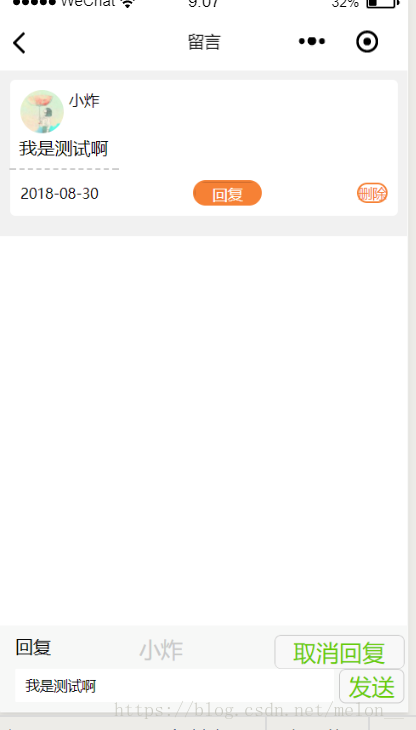 WeChat 9:07 32%
留言
小炸
我是测试啊
2018-08-30 回复 删除
回复 小炸 取消回复
我是测试啊 发送
https://blog.csdn.net/melon